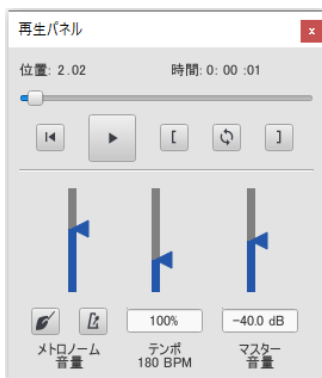 再生パネル
x
位置: 2.02 時間: 0: 00 :01
[ ]
100% -40.0 dB
メトロノーム テンポ マスター
音量 180 BPM 音量